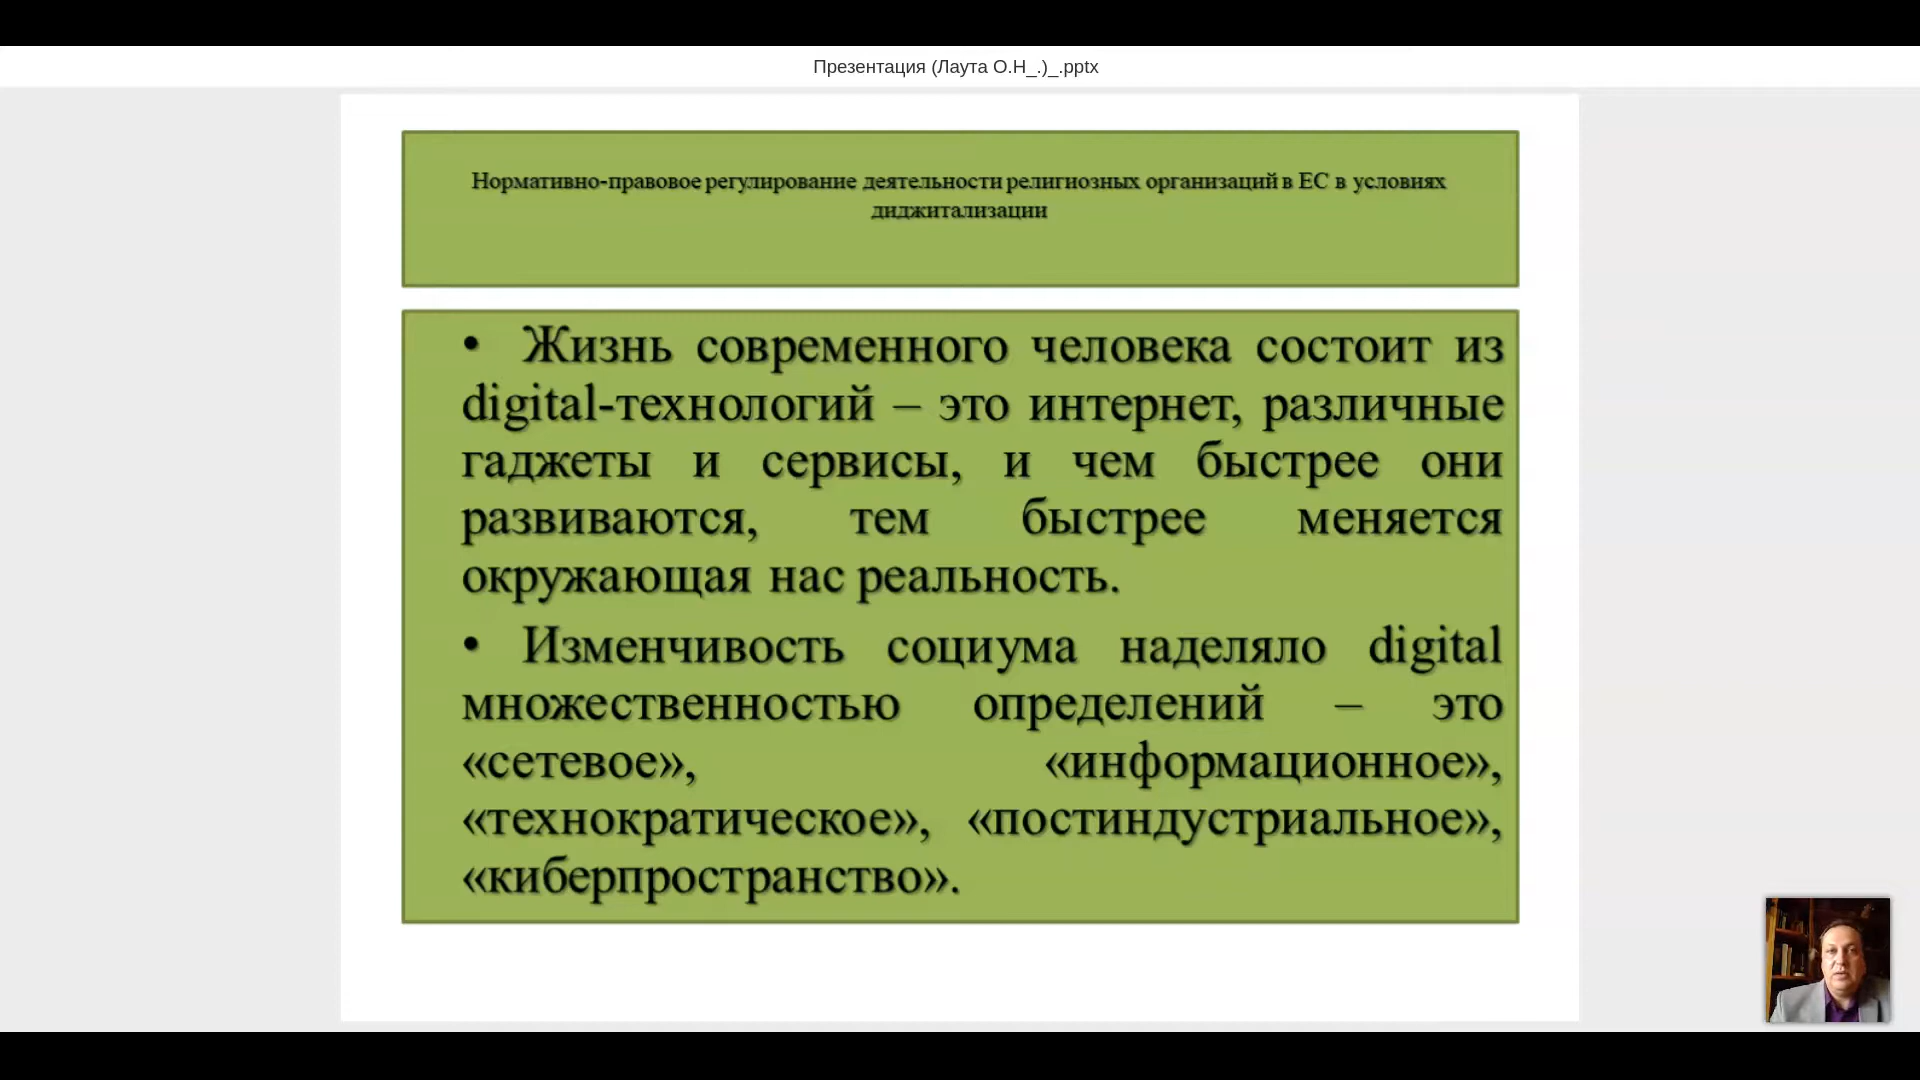 Презентация (Лаута О.Н_.)_.pptx
Нормативно-правовое регулирование деятельности религиозных организаций в ЕС в условиях
диджитализации
• Жизнь современного человека состоит из
digital-технологий – это интернет, различные
гаджеты и сервисы, и чем быстрее они
развиваются, тем быстрее меняется
окружающая нас реальность.
• Изменчивость социума наделяло digital
множественностью определений – это
«сетевое», «информационное»,
«технократическое», «постиндустриальное»,
«киберпространство».